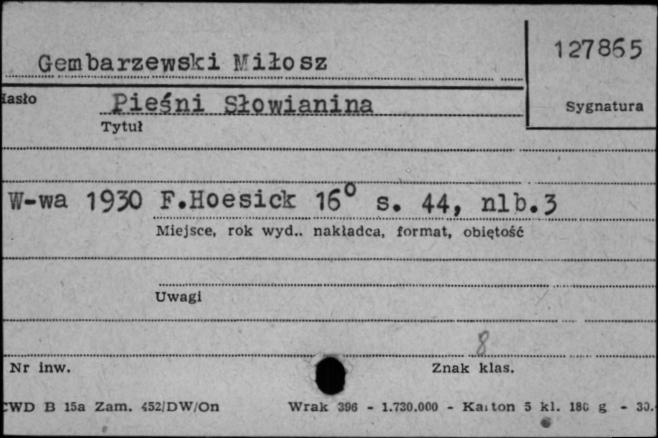 Gembarzewski Miłosz
127865
Hasło
Pieśni Słowianina
Sygnatura
Tytuł
W-wa 1930 F.Hoesick 16° s. 44, nlb.3
Miejsce, rok wyd.. nakładca, format, objętość
Uwagi
8
Nr inw.
Znak klas.
CWD B 15a Zam. 452/DW/On Wrak 396 - 1.730.000 - Karton 5 kl. 180 g - 30.